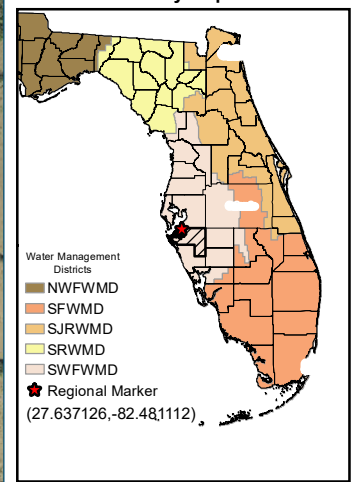 Water Management
Districts
NWFWMD
SFWMD
SJRWMD
SRWMD
SWFWMD
Regional Marker
(27.637126,-82.481112)